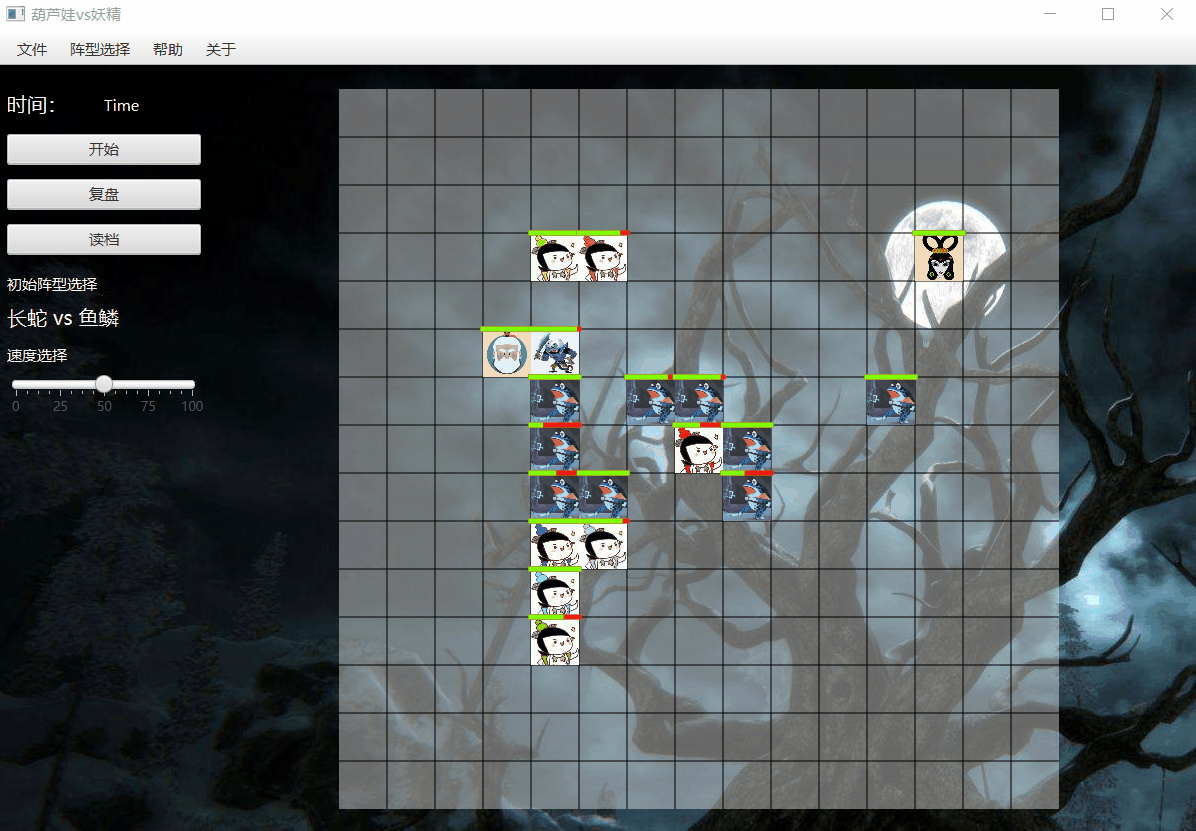 葫芦娃vs妖精
文件 阵型选择 帮助 关于
时间: Time
开始
复盘
读档
初始阵型选择
长蛇 vs 鱼鳞
速度选择
0 25 50 75 100